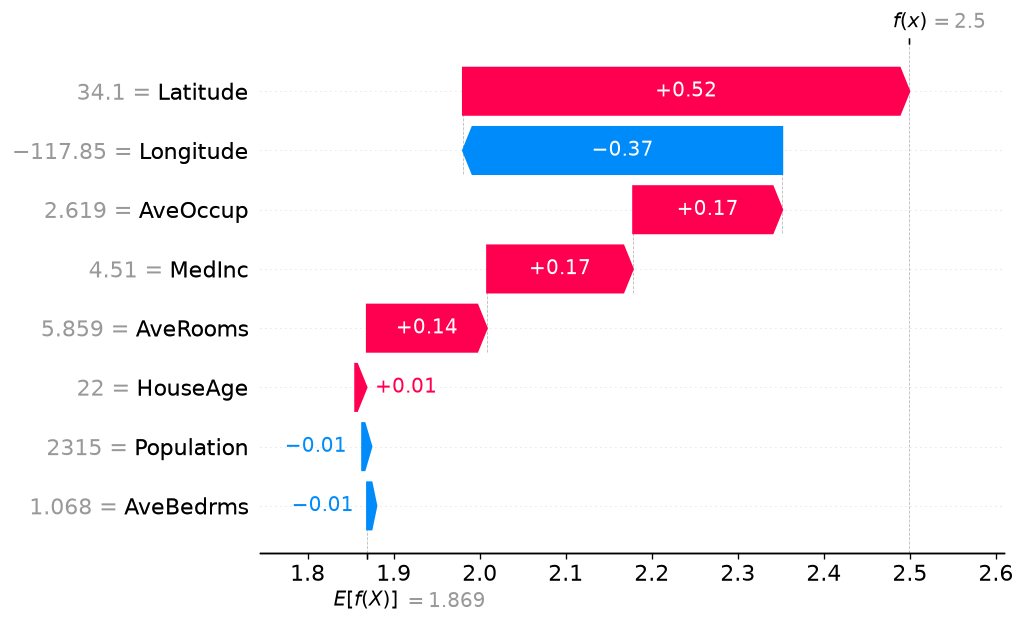 f(x) = 2.5
34.1 = Latitude
+0.52
−117.85 = Longitude
−0.37
2.619 = AveOccup
+0.17
4.51 = MedInc
+0.17
5.859 = AveRooms
+0.14
22 = HouseAge
+0.01
2315 = Population
−0.01
1.068 = AveBedrms
−0.01
1.8 1.9 2.0 2.1 2.2 2.3 2.4 2.5 2.6
E[f(X)] = 1.869